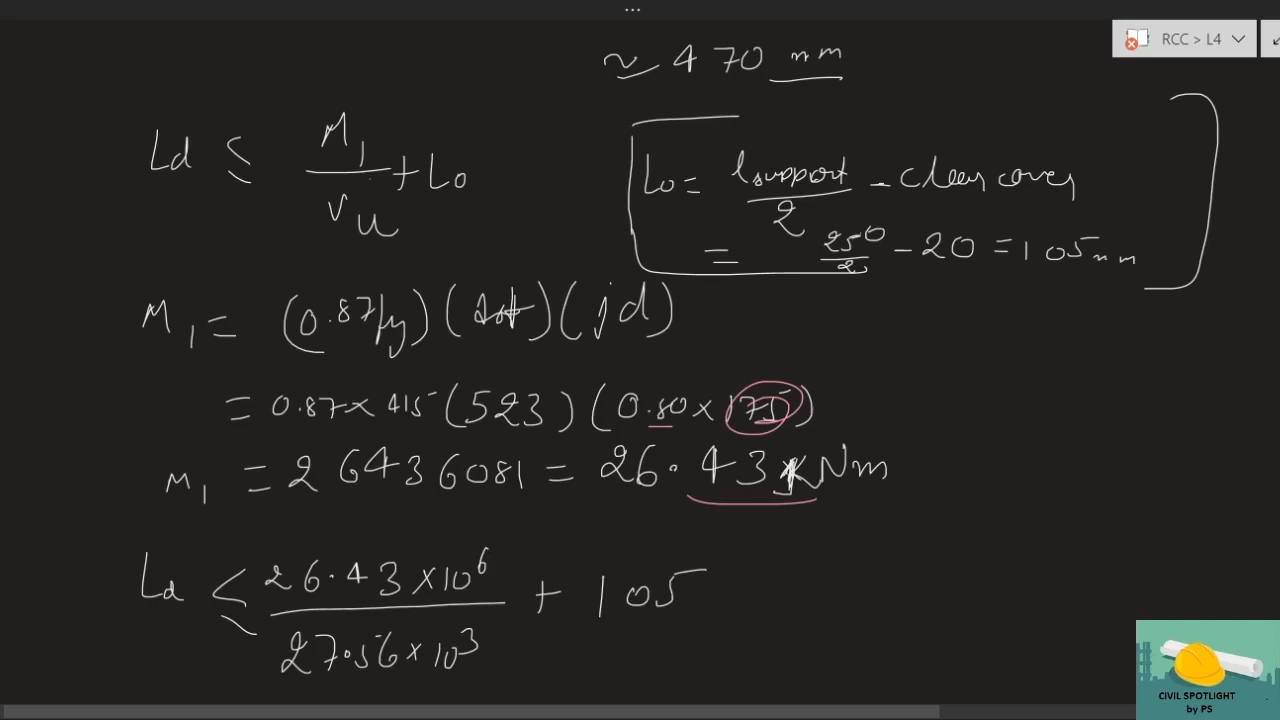 RCC > L4
~ 470 mm
Ld ≤ M1/Vu + Lo
Lo = lsupport/2 - clear cover
= 250/2 - 20 = 105mm
M1 = (0.87fy) (Ast) (jd)
= 0.87 × 415 (523) (0.80 × 175)
M1 = 26436081 = 26.43 kNm
Ld ≤ 26.43 × 10^6 / 27.56 × 10^3 + 105
CIVIL SPOTLIGHT
by PS